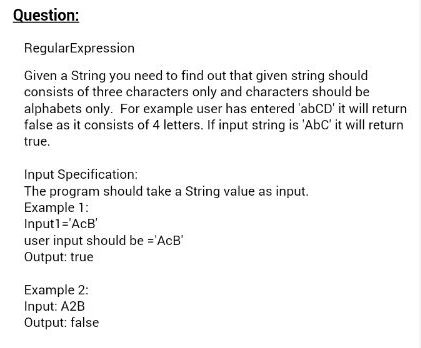 Question:
RegularExpression
Given a String you need to find out that given string should
consists of three characters only and characters should be
alphabets only.  For example user has entered 'abCD' it will return
false as it consists of 4 letters. If input string is 'AbC' it will return
true.
Input Specification:
The program should take a String value as input.
Example 1:
Input1='AcB'
user input should be ='AcB'
Output: true
Example 2:
Input: A2B
Output: false